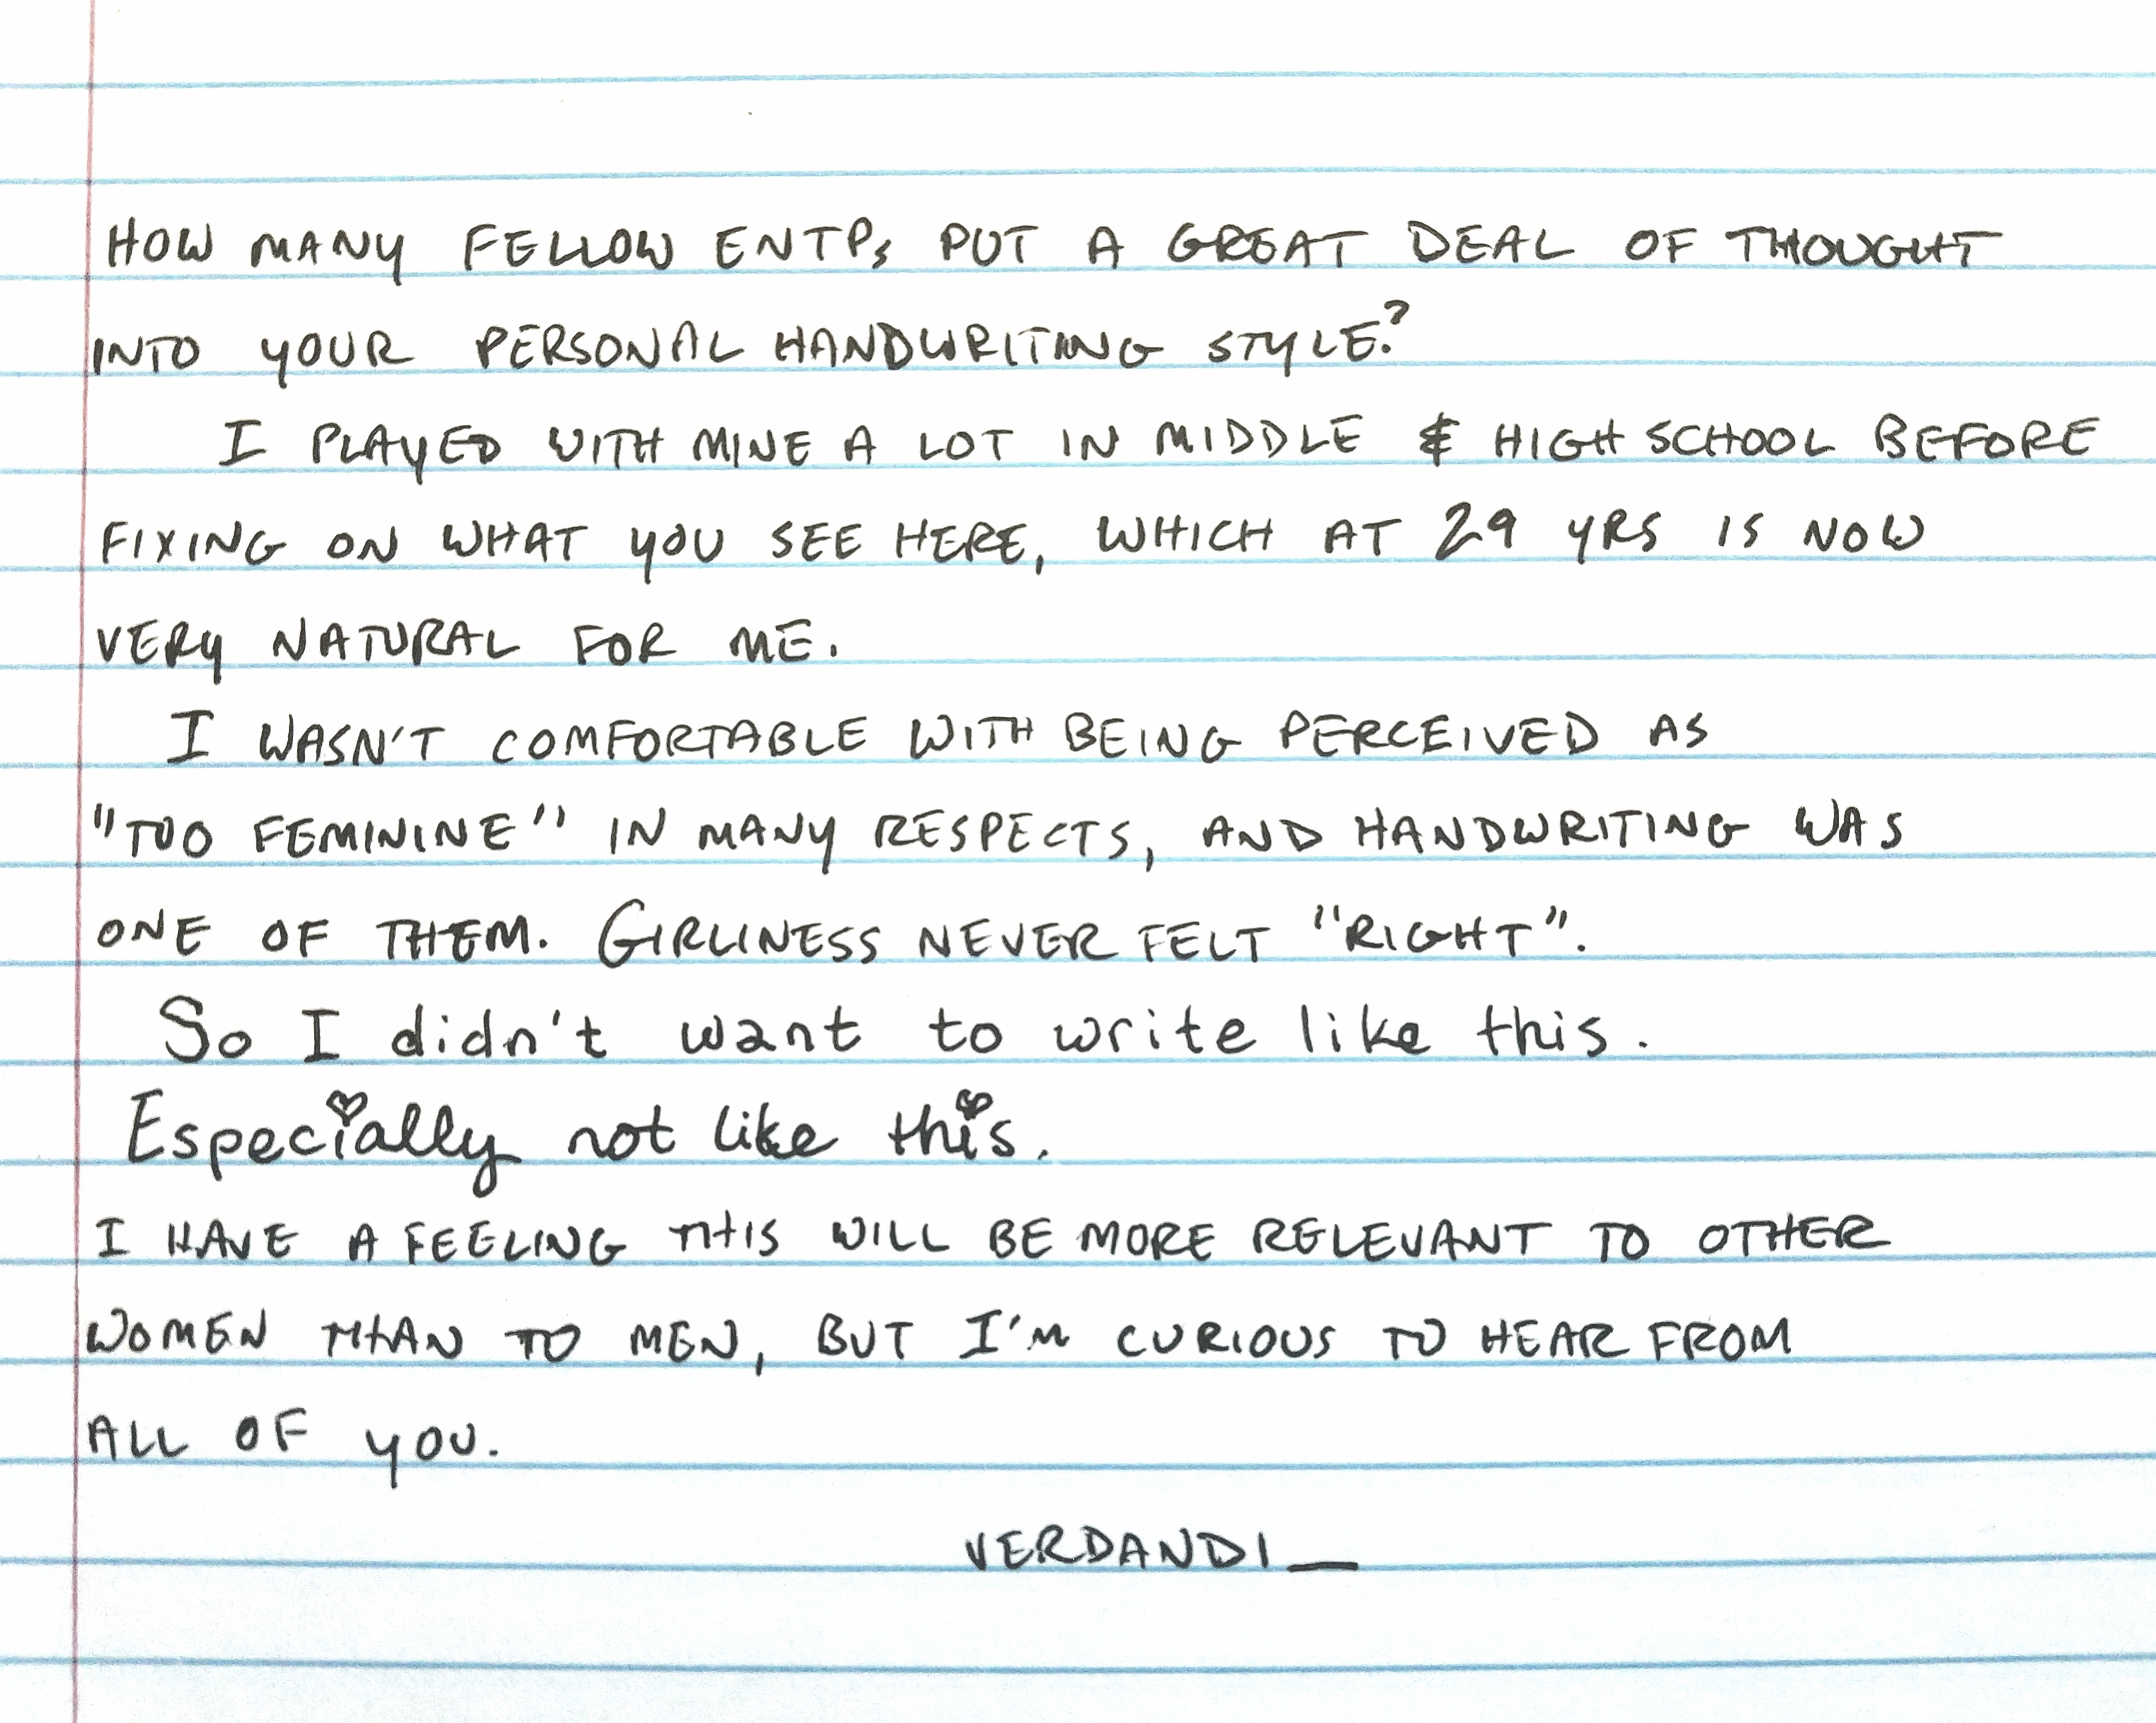 HOW MANY FELLOW ENTPs PUT A GREAT DEAL OF THOUGHT
INTO YOUR PERSONAL HANDWRITING STYLE?
I PLAYED WITH MINE A LOT IN MIDDLE & HIGH SCHOOL BEFORE
FIXING ON WHAT YOU SEE HERE, WHICH AT 29 YRS IS NOW
VERY NATURAL FOR ME.
I WASN'T COMFORTABLE WITH BEING PERCEIVED AS
"TOO FEMININE" IN MANY RESPECTS, AND HANDWRITING WAS
ONE OF THEM. GIRLINESS NEVER FELT "RIGHT".
So I didn't want to write like this.
Especially not like this.
I HAVE A FEELING THIS WILL BE MORE RELEVANT TO OTHER
WOMEN THAN TO MEN, BUT I'M CURIOUS TO HEAR FROM
ALL OF YOU.
VERDANDI_